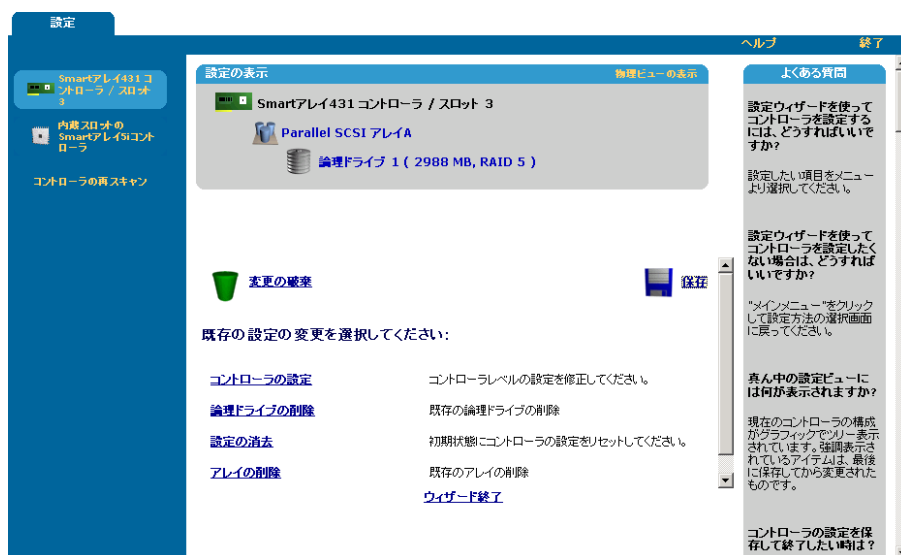 設定
ヘルプ
終了
Smartアレイ431 コ
ントローラ / スロット
3
内蔵スロットの
Smartアレイ5iコント
ローラ
コントローラの再スキャン
設定の表示
物理ビューの表示
Smartアレイ431 コントローラ / スロット 3
Parallel SCSI アレイA
論理ドライブ 1 ( 2988 MB, RAID 5 )
変更の破棄
保存
既存の設定の変更を選択してください:
コントローラの設定
コントローラレベルの設定を修正してください。
論理ドライブの削除
既存の論理ドライブの削除
設定の消去
初期状態にコントローラの設定をリセットしてください。
アレイの削除
既存のアレイの削除
ウィザード終了
よくある質問
設定ウィザードを使って
コントローラを設定する
には、どうすればいいで
すか?
設定したい項目をメニュー
より選択してください。
設定ウィザードを使って
コントローラを設定したく
ない場合は、どうすれば
いいですか?
"メインメニュー"をクリック
して設定方法の選択画面
に戻ってください。
真ん中の設定ビューに
は何が表示されますか?
現在のコントローラの構成
がグラフィックでツリー表示
されています。強調表示さ
れているアイテムは、最後
に保存してから変更された
ものです。
コントローラの設定を保
存して終了したい時は?